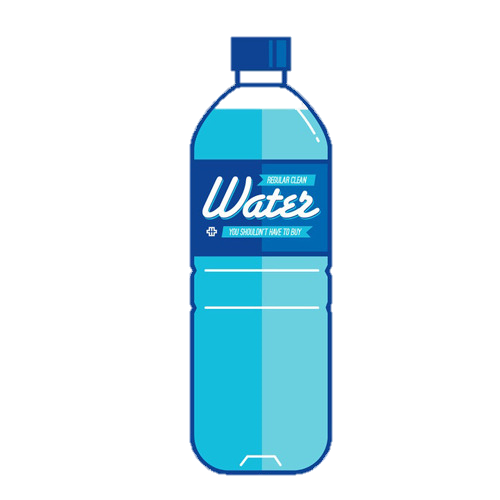 REGULAR CLEAN
Water
YOU SHOULDN'T HAVE TO BUY